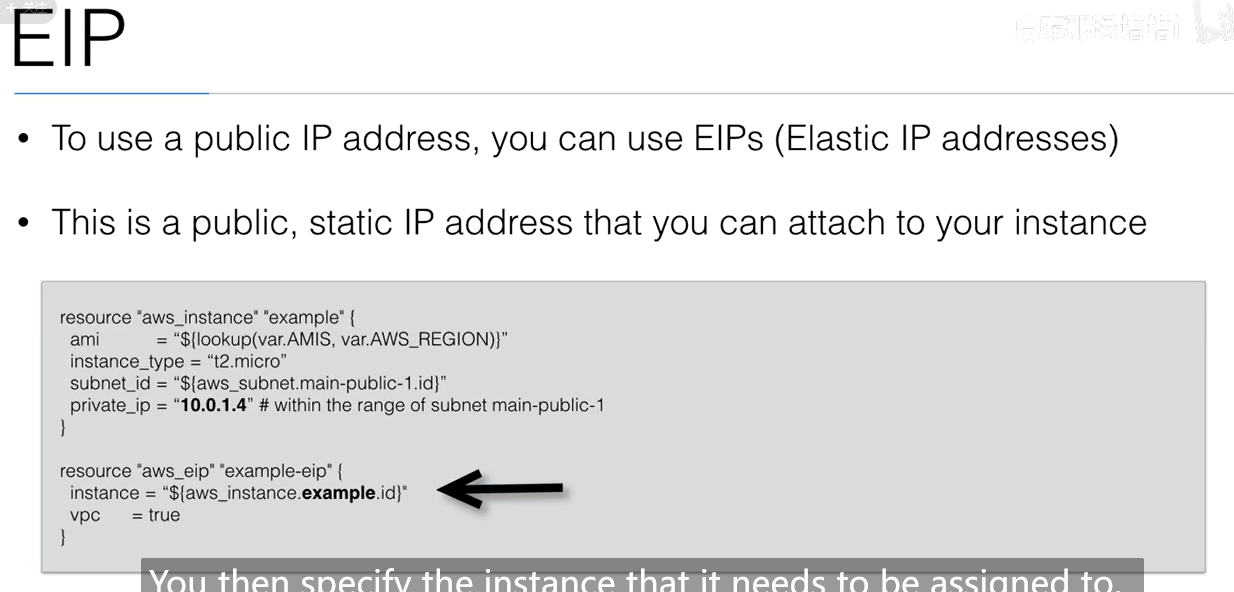 + 关注
EIP
• To use a public IP address, you can use EIPs (Elastic IP addresses)
• This is a public, static IP address that you can attach to your instance
resource "aws_instance" "example" {
ami = “${lookup(var.AMIS, var.AWS_REGION)}”
instance_type = “t2.micro”
subnet_id = “${aws_subnet.main-public-1.id}”
private_ip = “10.0.1.4” # within the range of subnet main-public-1
}
resource "aws_eip" "example-eip" {
instance = “${aws_instance.example.id}"
vpc = true
}
You then specify the instance that it needs to be assigned to.